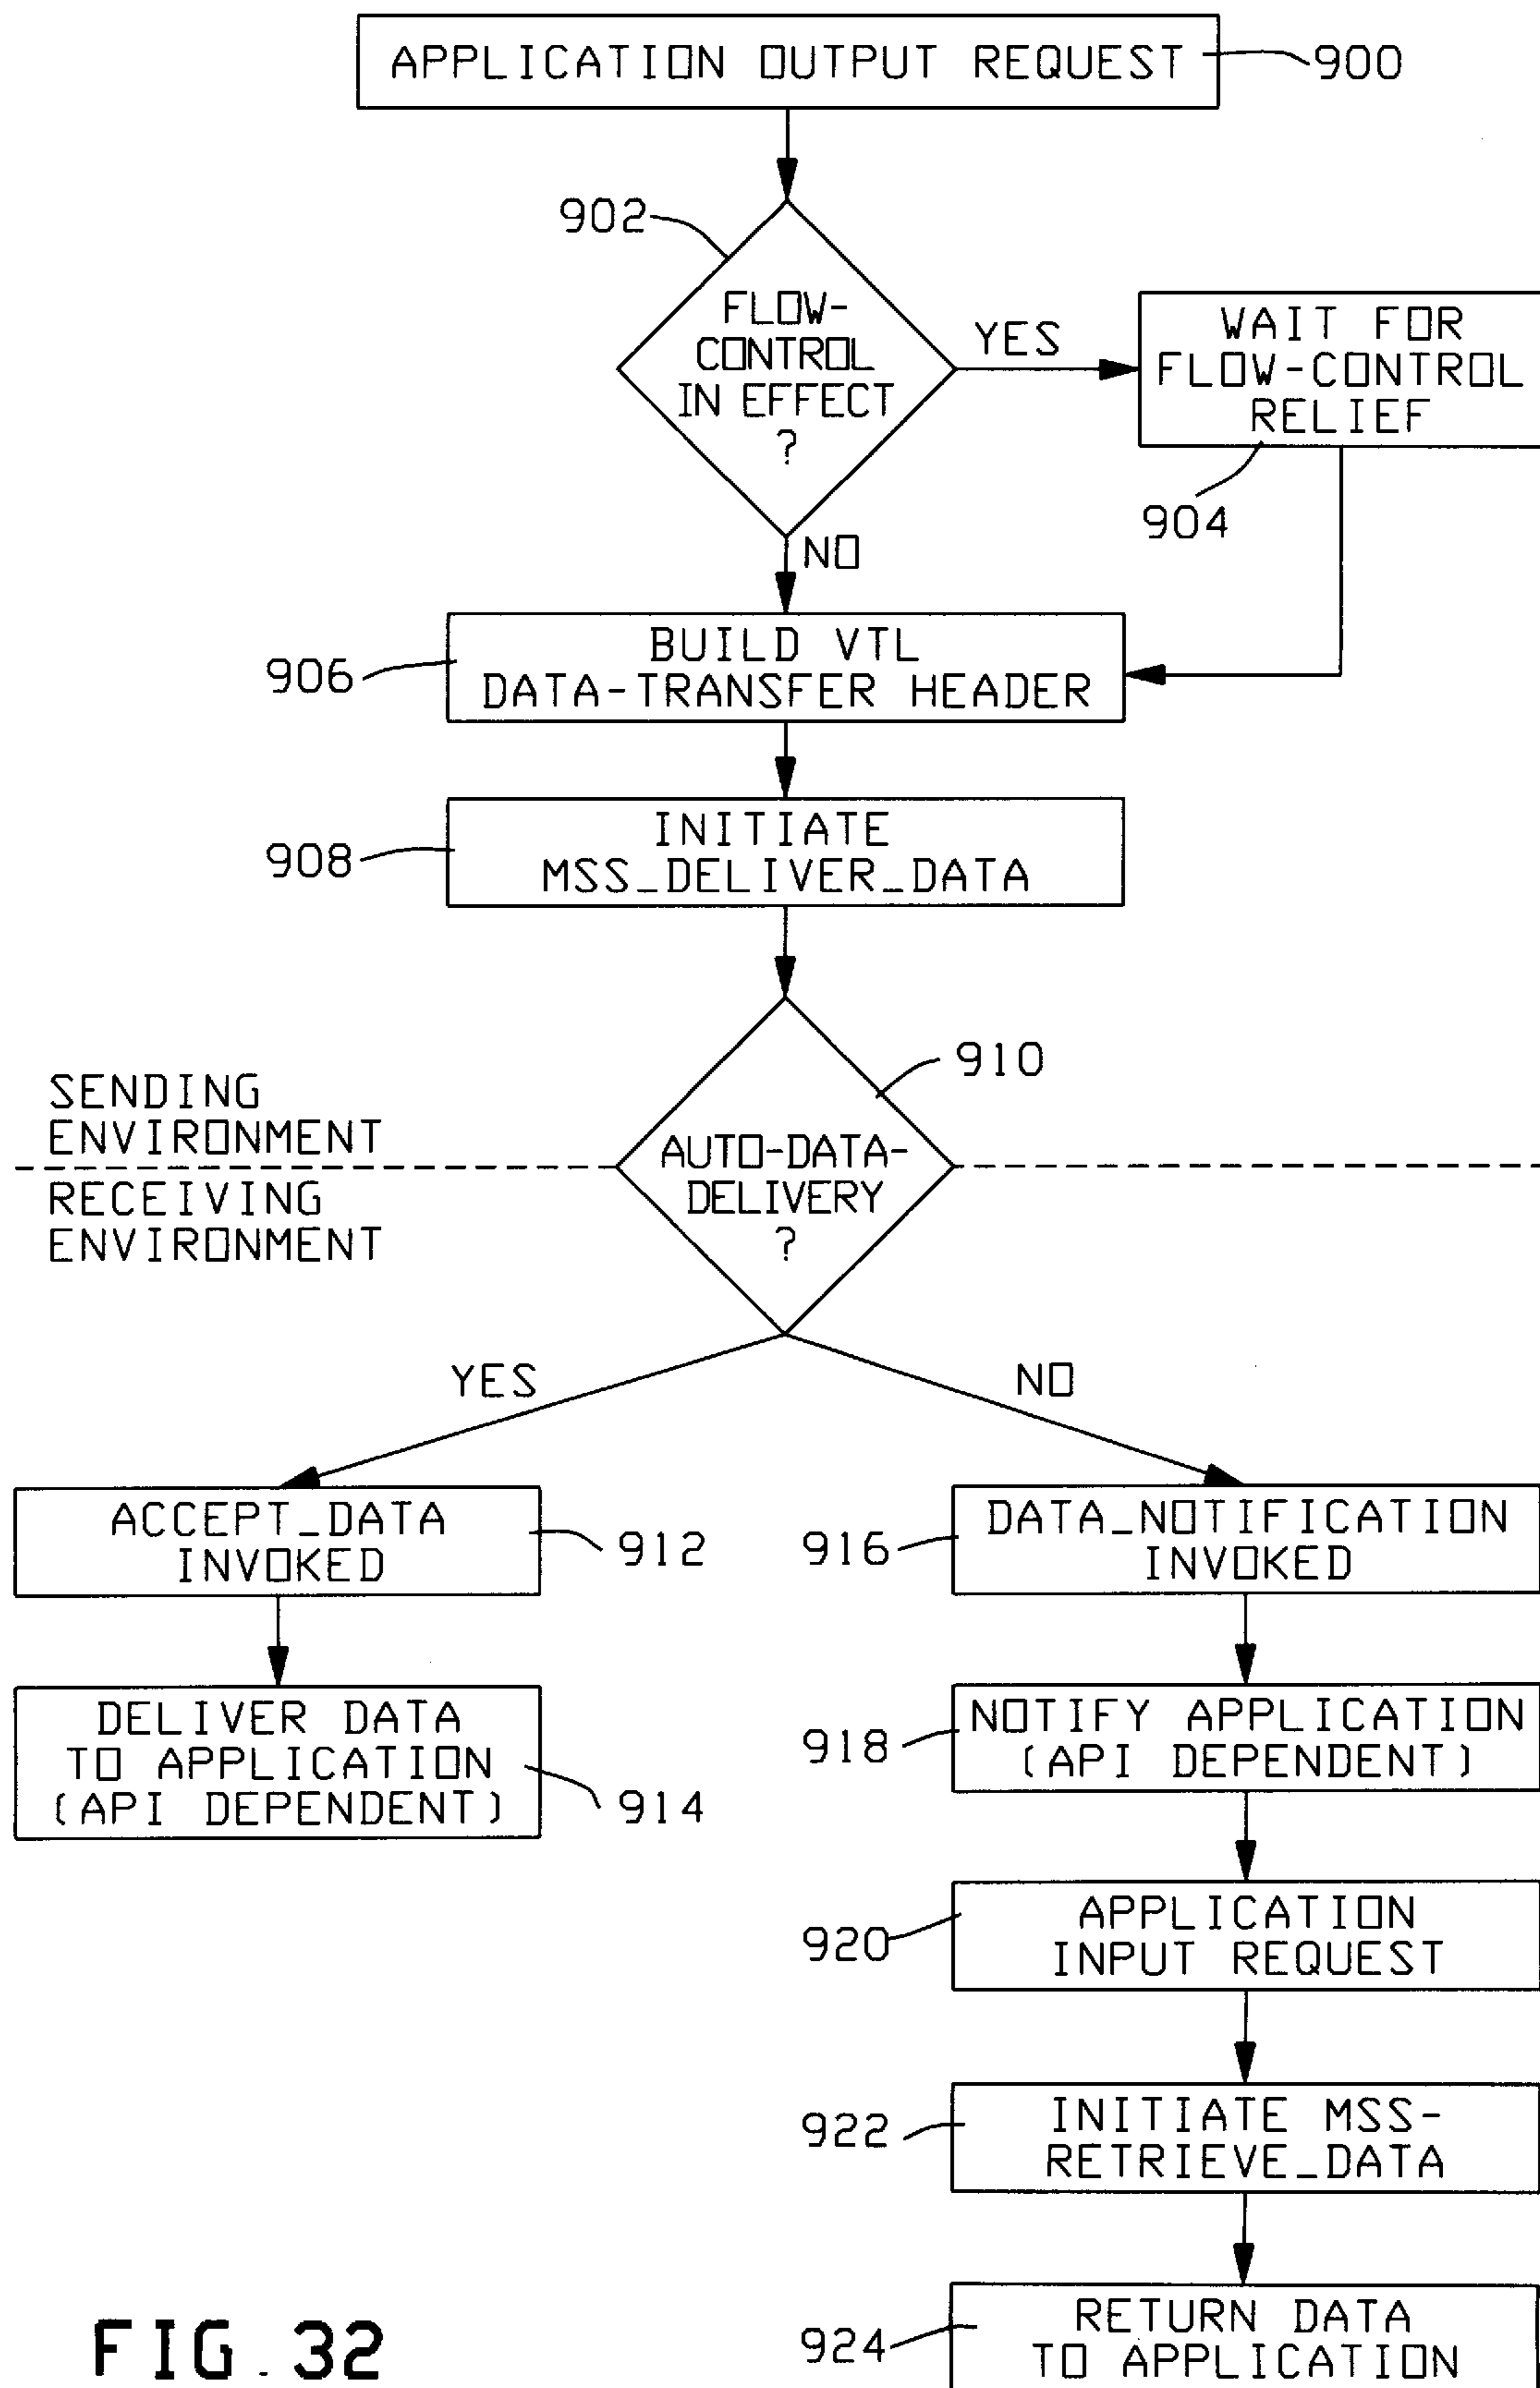 APPLICATION OUTPUT REQUEST
900
902
FLOW-
CONTROL
IN EFFECT
?
YES
WAIT FOR
FLOW-CONTROL
RELIEF
904
NO
906
BUILD VTL
DATA-TRANSFER HEADER
908
INITIATE
MSS_DELIVER_DATA
910
SENDING
ENVIRONMENT
AUTO-DATA-
DELIVERY
?
RECEIVING
ENVIRONMENT
YES
NO
ACCEPT_DATA
INVOKED
912
916
DATA_NOTIFICATION
INVOKED
DELIVER DATA
TO APPLICATION
(API DEPENDENT)
914
918
NOTIFY APPLICATION
(API DEPENDENT)
920
APPLICATION
INPUT REQUEST
922
INITIATE MSS-
RETRIEVE_DATA
924
RETURN DATA
TO APPLICATION
FIG. 32